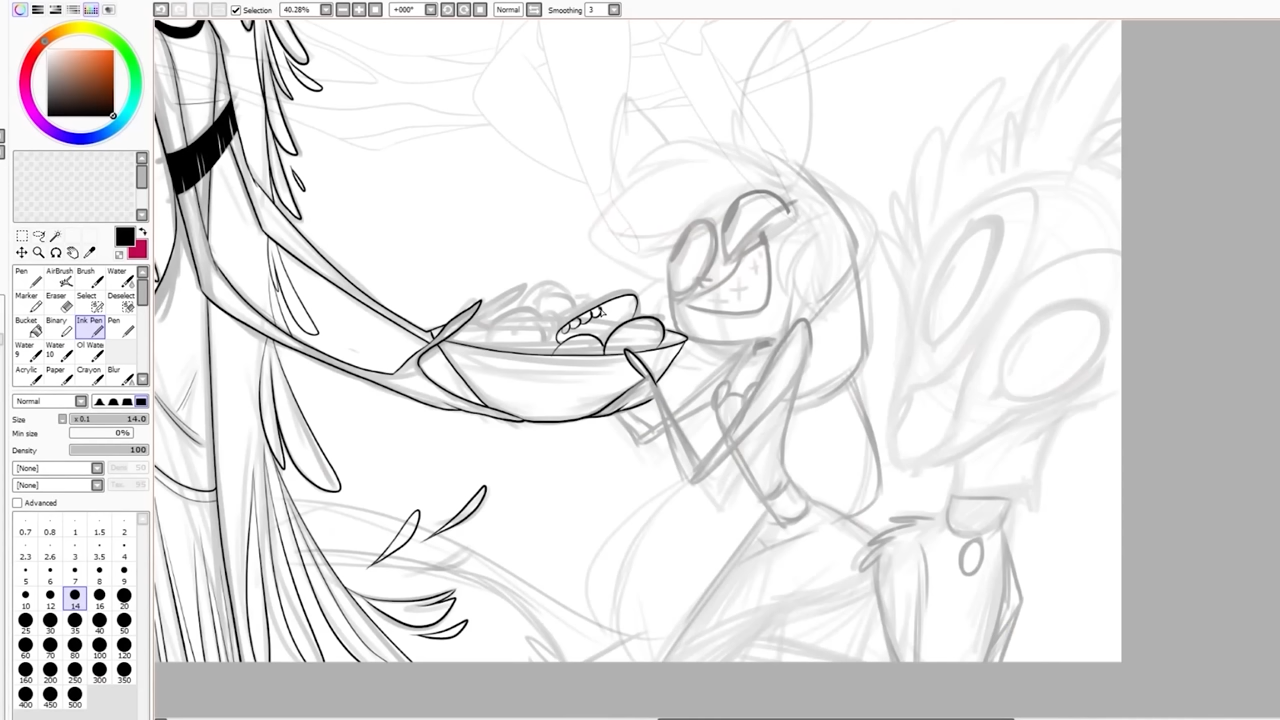 Selection 40.28% +000° Normal Smoothing 3
Pen AirBrush Brush Water
Marker Eraser Select Deselect
Bucket Binary Ink Pen Pen
Water 9 Water 10 Oil Wate
Acrylic Paper Crayon Blur
Normal
Size x 0.1 14.0
Min size 0%
Density 100
[None] 50
[None]
Advanced
0.7 0.8 1 1.5 2
2.3 2.6 3 3.5 4
5 6 7 8 9
10 12 14 16 20
25 30 35 40 50
60 70 80 100 120
160 200 250 300 350
400 450 500